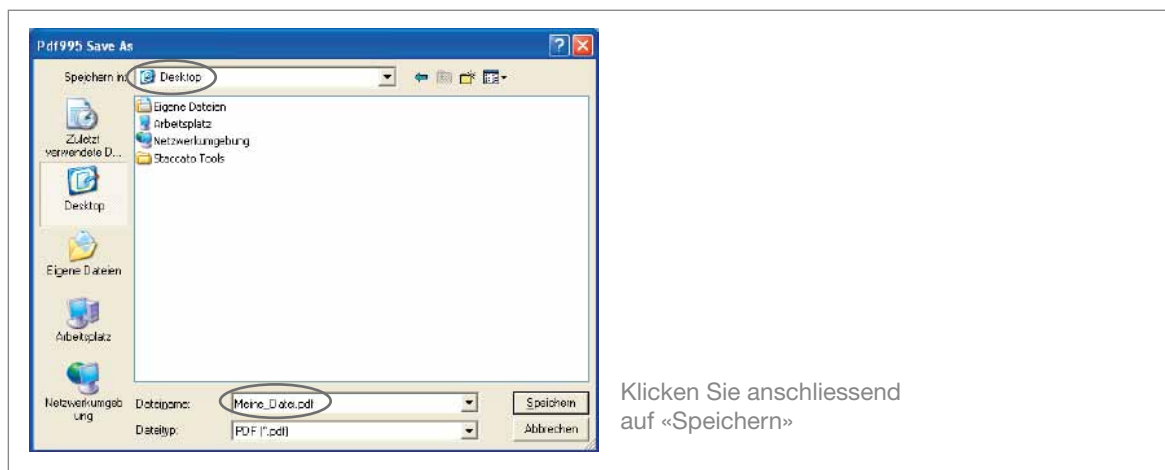 Pdf995 Save As
Speichern in: Desktop
Eigene Dateien
Arbeitsplatz
Netzwerkumgebung
Staccato Tools
Zuletzt
verwendete D...
Desktop
Eigene Dateien
Arbeitsplatz
Netzwerkumgeb
ung
Dateiname: Meine_Datei.pdf Speichern
Dateityp: PDF (*.pdf) Abbrechen
Klicken Sie anschliessend
auf «Speichern»